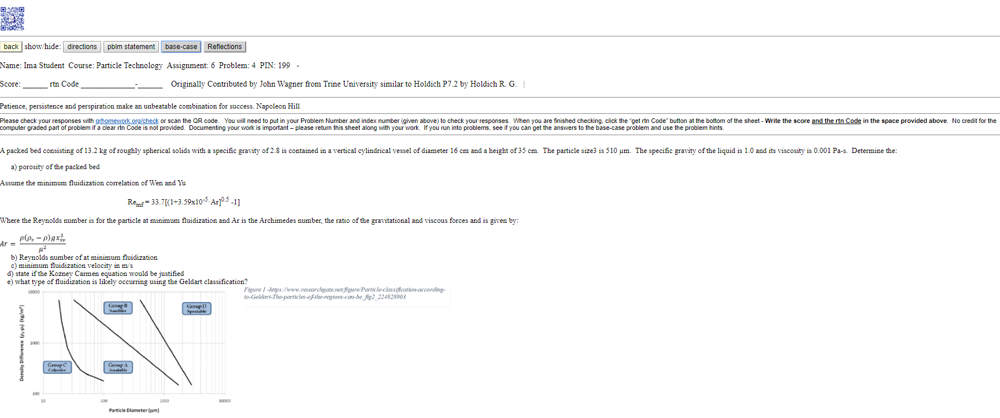 back show/hide: directions pblm statement base-case Reflections
Name: Ima Student Course: Particle Technology Assignment: 6 Problem: 4 PIN: 199 -
Score: ______ rtn Code _____________-______ Originally Contributed by John Wagner from Trine University similar to Holdich P7.2 by Holdich R. G. |
Patience, persistence and perspiration make an unbeatable combination for success. Napoleon Hill
Please check your responses with qrhomework.org/check or scan the QR code. You will need to put in your Problem Number and index number (given above) to check your responses. When you are finished checking, click the "get rtn Code" button at the bottom of the sheet - Write the score and the rtn Code in the space provided above. No credit for the
computer graded part of problem if a clear rtn Code is not provided. Documenting your work is important – please return this sheet along with your work. If you run into problems, see if you can get the answers to the base-case problem and use the problem hints.
A packed bed consisting of 13.2 kg of roughly spherical solids with a specific gravity of 2.8 is contained in a vertical cylindrical vessel of diameter 16 cm and a height of 35 cm. The particle size3 is 510 μm. The specific gravity of the liquid is 1.0 and its viscosity is 0.001 Pa-s. Determine the:
a) porosity of the packed bed
Assume the minimum fluidization correlation of Wen and Yu
Re_mf = 33.7[(1+3.59x10^-5·Ar]^0.5 -1]
Where the Reynolds number is for the particle at minimum fluidization and Ar is the Archimedes number, the ratio of the gravitational and viscous forces and is given by:
Ar = ρ(ρ_s − ρ)gx_sv^3 / μ^2
b) Reynolds number of at minimum fluidization
c) minimum fluidization velocity in m/s
d) state if the Kozney Carmen equation would be justified
e) what type of fluidization is likely occurring using the Geldart classification?
Figure 1 -https://www.researchgate.net/figure/Particle-classification-according-
to-Geldart-The-particles-of-the-regions-can-be_fig2_224828903
10000
Group B
Sandlike
Group D
Spoutable
Density Difference (ρs-ρf) (kg/m³)
1000
Group C
Cohesive
Group A
Aeratable
100
10 100 1000 10000
Particle Diameter (μm)